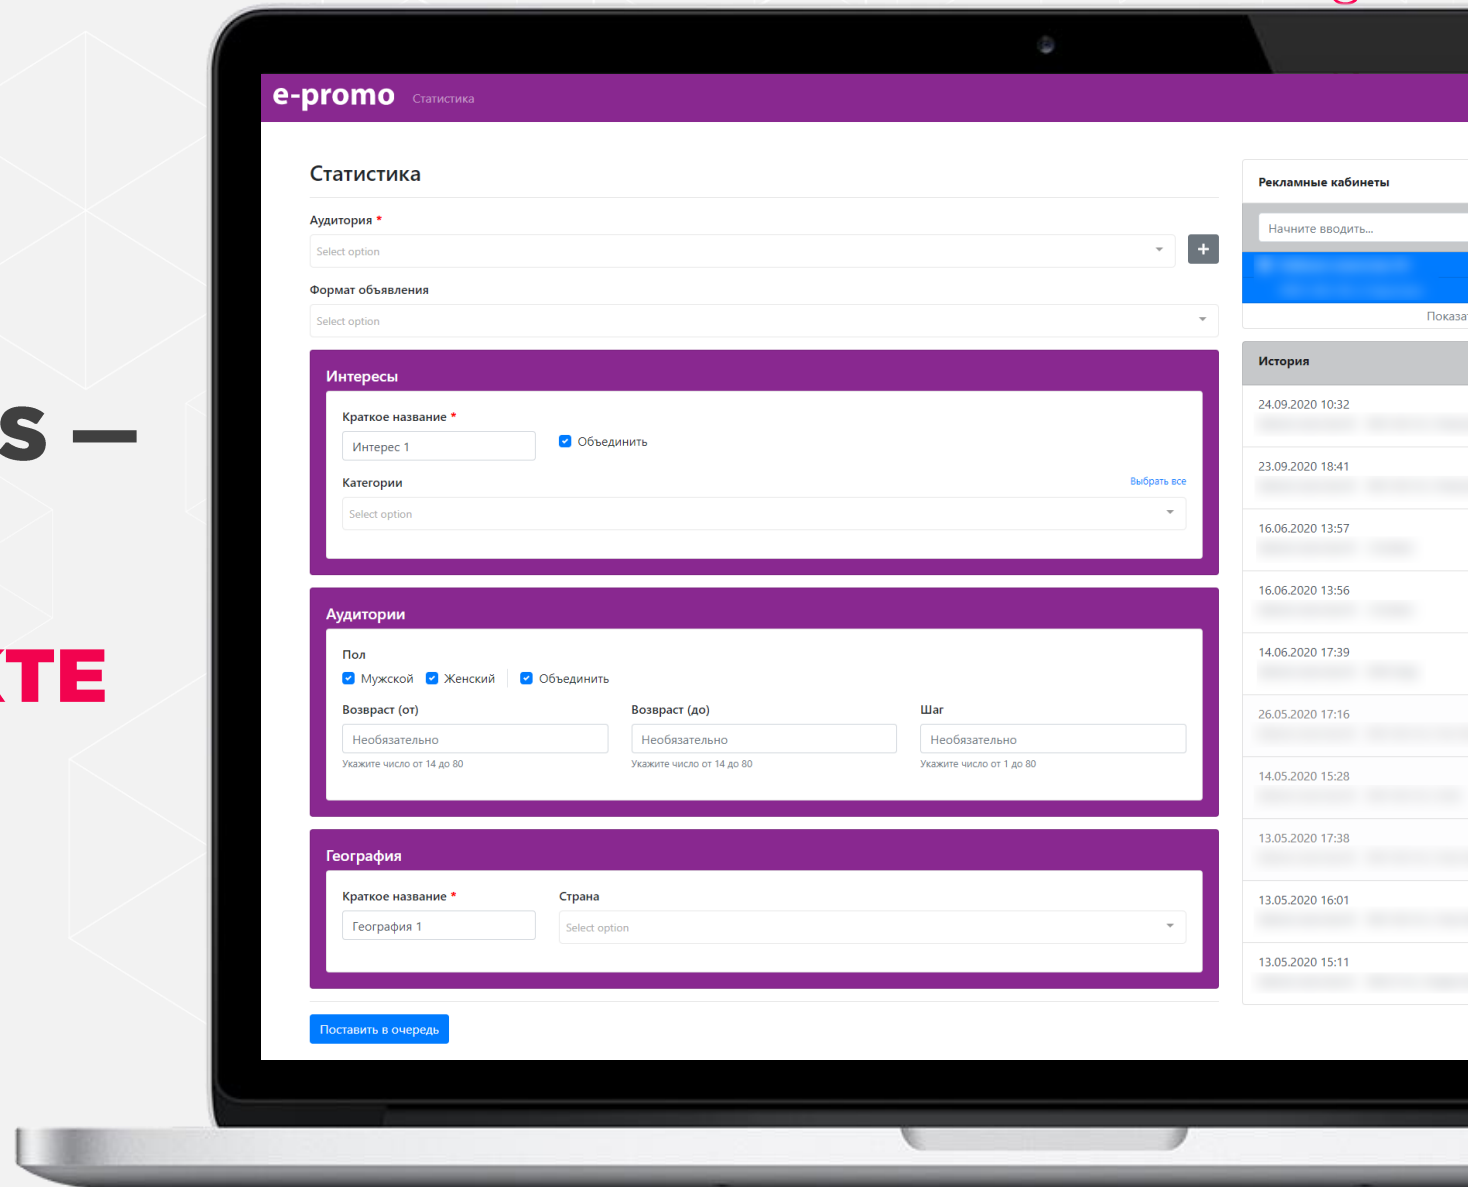 S —
KTE
e-promo Статистика
Статистика
Аудитория *
Select option
+
Формат объявления
Select option
Интересы
Краткое название *
Интерес 1
Объединить
Категории
Выбрать все
Select option
Аудитории
Пол
Мужской Женский Объединить
Возвраст (от) Возвраст (до) Шаг
Необязательно Необязательно Необязательно
Укажите число от 14 до 80 Укажите число от 14 до 80 Укажите число от 1 до 80
География
Краткое название * Страна
География 1 Select option
Поставить в очередь
Рекламные кабинеты
Начните вводить...
История
24.09.2020 10:32
23.09.2020 18:41
16.06.2020 13:57
16.06.2020 13:56
14.06.2020 17:39
26.05.2020 17:16
14.05.2020 15:28
13.05.2020 17:38
13.05.2020 16:01
13.05.2020 15:11